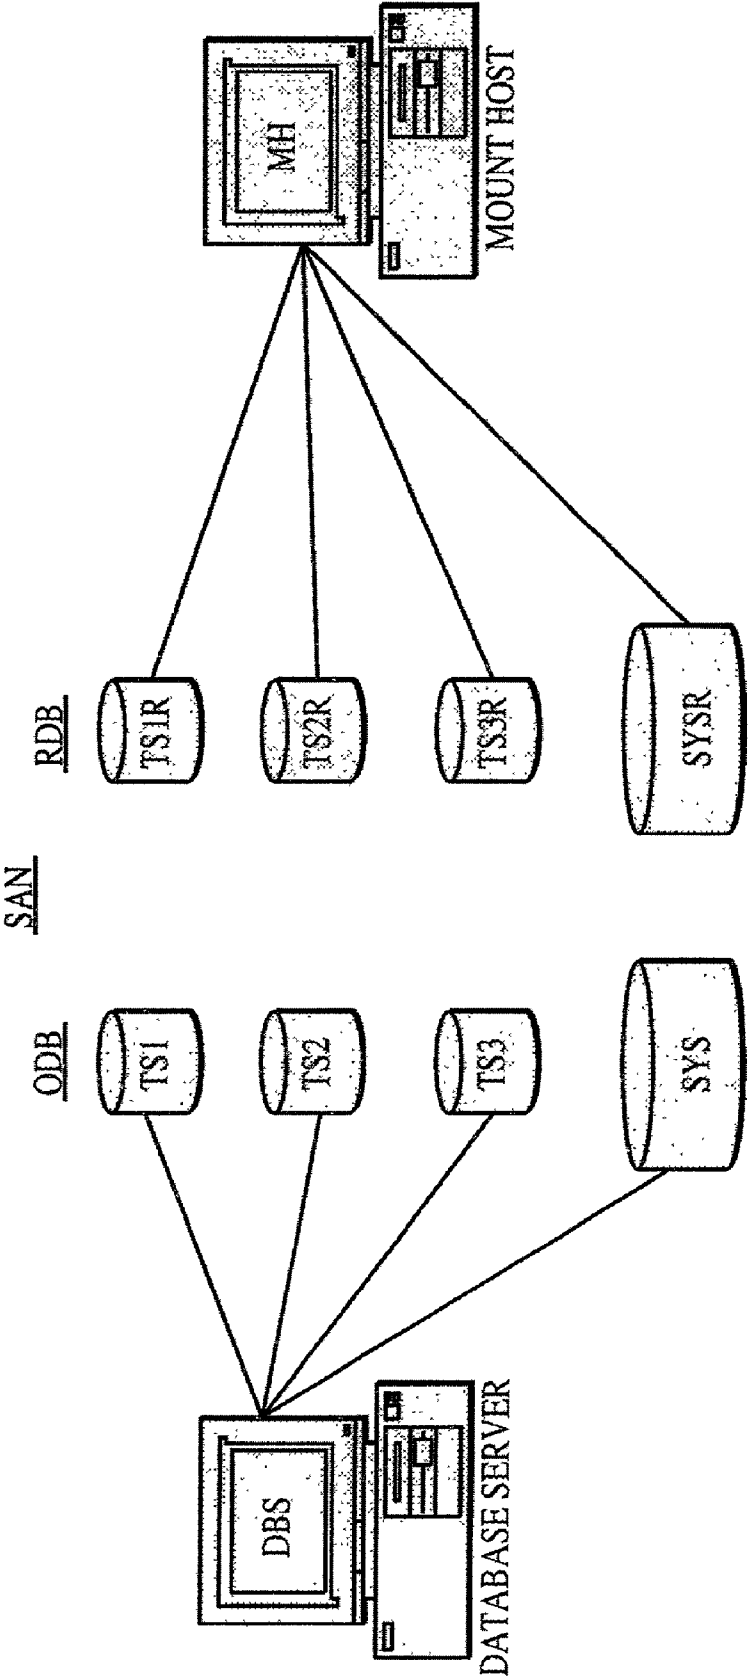 SAN
ODB
RDB
TS1
TS1R
DBS
TS2
TS2R
MH
TS3
TS3R
DATABASE SERVER
MOUNT HOST
SYS
SYSR